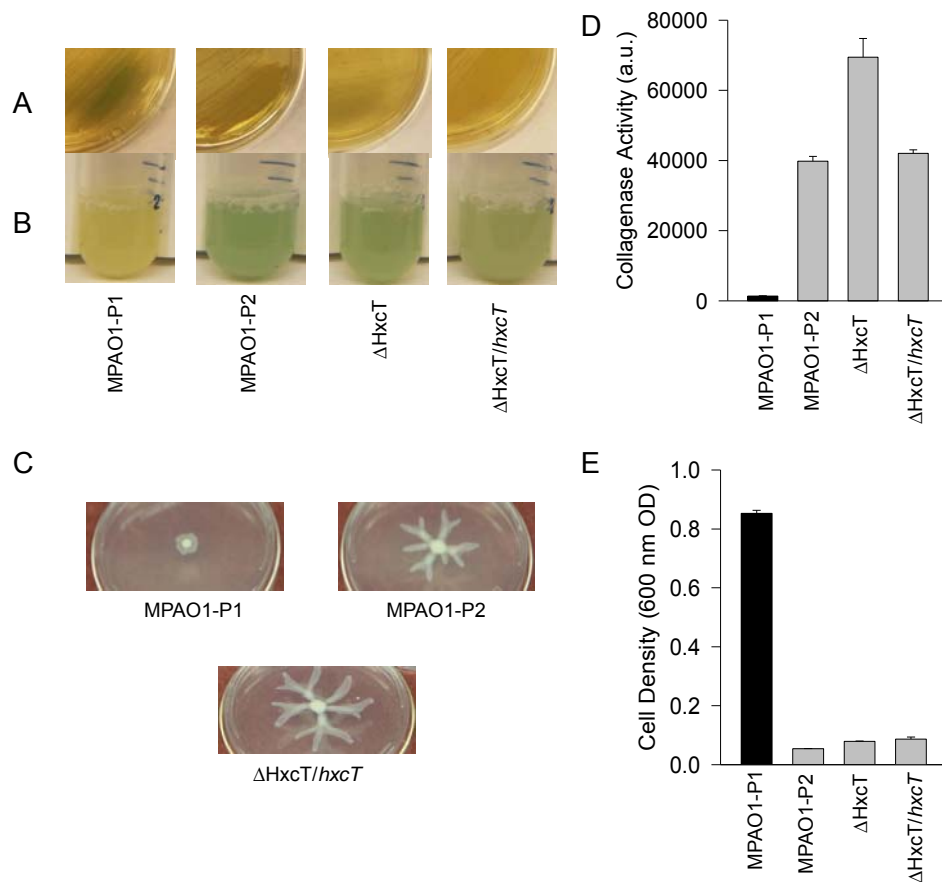 A
B
MPAO1-P1
MPAO1-P2
ΔHxcT
ΔHxcT/hxcT
C
MPAO1-P1
MPAO1-P2
ΔHxcT/hxcT
D
Collagenase Activity (a.u.)
80000
60000
40000
20000
0
MPAO1-P1
MPAO1-P2
ΔHxcT
ΔHxcT/hxcT
E
Cell Density (600 nm OD)
1.0
0.8
0.6
0.4
0.2
0.0
MPAO1-P1
MPAO1-P2
ΔHxcT
ΔHxcT/hxcT